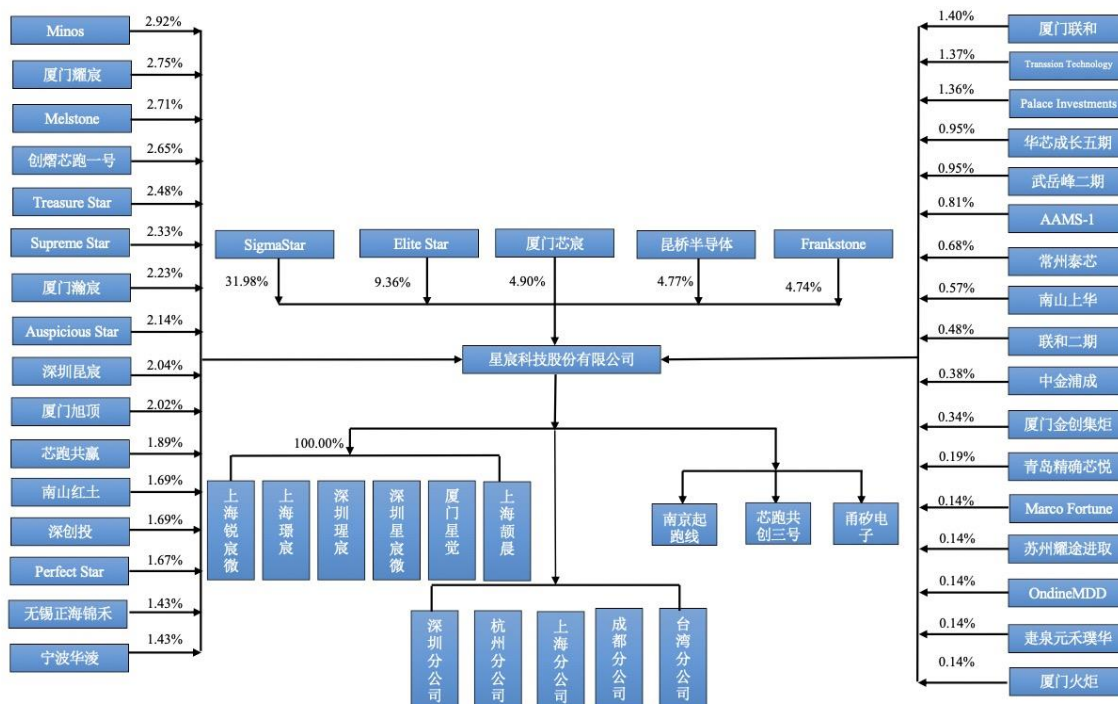 Minos
2.92%
厦门耀宸
2.75%
Melstone
2.71%
创熠芯跑一号
2.65%
Treasure Star
2.48%
Supreme Star
2.33%
厦门瀚宸
2.23%
Auspicious Star
2.14%
深圳昆宸
2.04%
厦门旭顶
2.02%
芯跑共赢
1.89%
南山红土
1.69%
深创投
1.69%
Perfect Star
1.67%
无锡正海锦禾
1.43%
宁波华淩
1.43%
SigmaStar
Elite Star
厦门芯宸
昆桥半导体
Frankstone
31.98%
9.36%
4.90%
4.77%
4.74%
星宸科技股份有限公司
100.00%
上海锐宸微
上海璟宸
深圳瑆宸
深圳星宸微
厦门星觉
上海颉晨
南京起
跑线
芯跑共
创三号
甬矽电
子
深圳分公司
杭州分公司
上海分公司
成都分公司
台湾分公司
1.40%
厦门联和
1.37%
Transsion Technology
1.36%
Palace Investments
0.95%
华芯成长五期
0.95%
武岳峰二期
0.81%
AAMS-1
0.68%
常州泰芯
0.57%
南山上华
0.48%
联和二期
0.38%
中金浦成
0.34%
厦门金创集炬
0.19%
青岛精确芯悦
0.14%
Marco Fortune
0.14%
苏州耀途进取
0.14%
OndineMDD
0.14%
疌泉元禾璞华
0.14%
厦门火炬